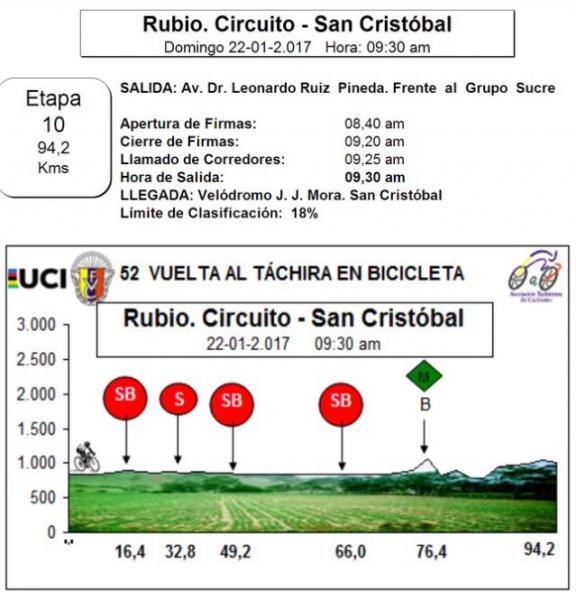 Rubio. Circuito - San Cristóbal
Domingo 22-01-2.017 Hora: 09:30 am
SALIDA: Av. Dr. Leonardo Ruiz Pineda. Frente al Grupo Sucre
Etapa
10
94,2
Kms
Apertura de Firmas: 08,40 am
Cierre de Firmas: 09,20 am
Llamado de Corredores: 09,25 am
Hora de Salida: 09,30 am
LLEGADA: Velódromo J. J. Mora. San Cristóbal
Límite de Clasificación: 18%
UCI
52 VUELTA AL TÁCHIRA EN BICICLETA
Rubio. Circuito - San Cristóbal
22-01-2.017 09:30 am
3.000
2.500
2.000
1.500
1.000
500
0
SB
S
SB
SB
M
B
16,4 32,8 49,2 66,0 76,4 94,2